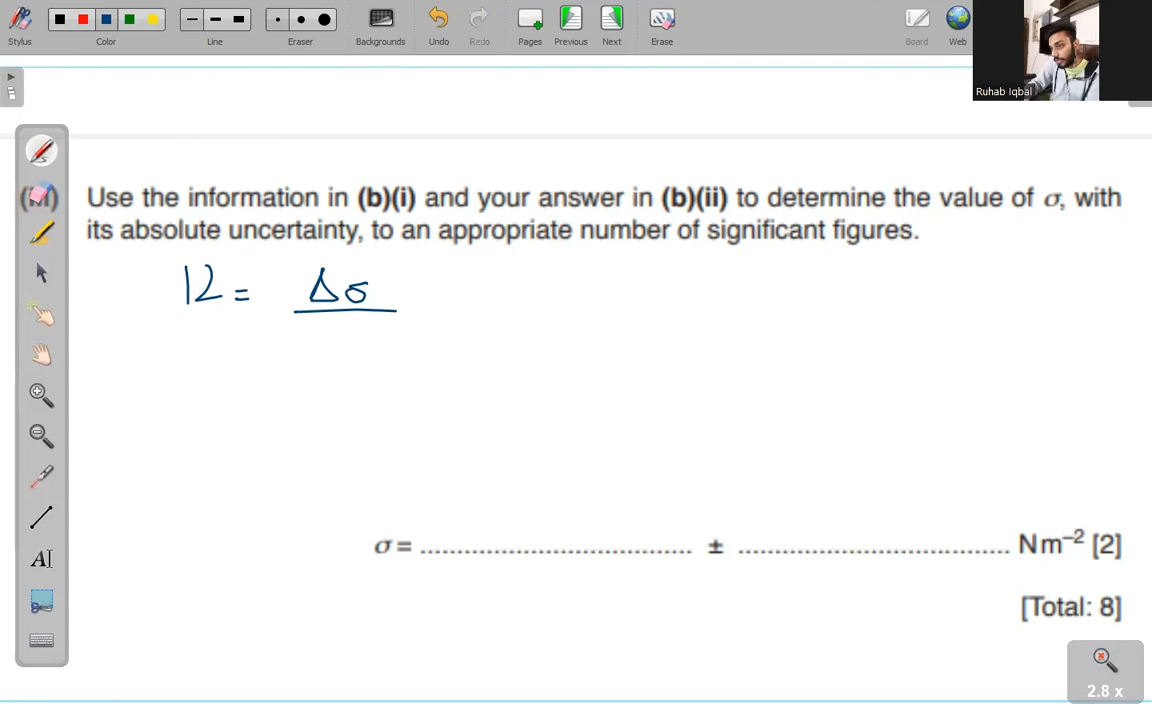 Stylus
Color
Line
Eraser
Backgrounds
Undo
Redo
Pages
Previous
Next
Erase
Board
Web
Ruhab Iqbal
Use the information in (b)(i) and your answer in (b)(ii) to determine the value of σ, with
its absolute uncertainty, to an appropriate number of significant figures.
12 = Δσ
σ = ..................................... ± ..................................... N m⁻² [2]
[Total: 8]
A
2.8 x